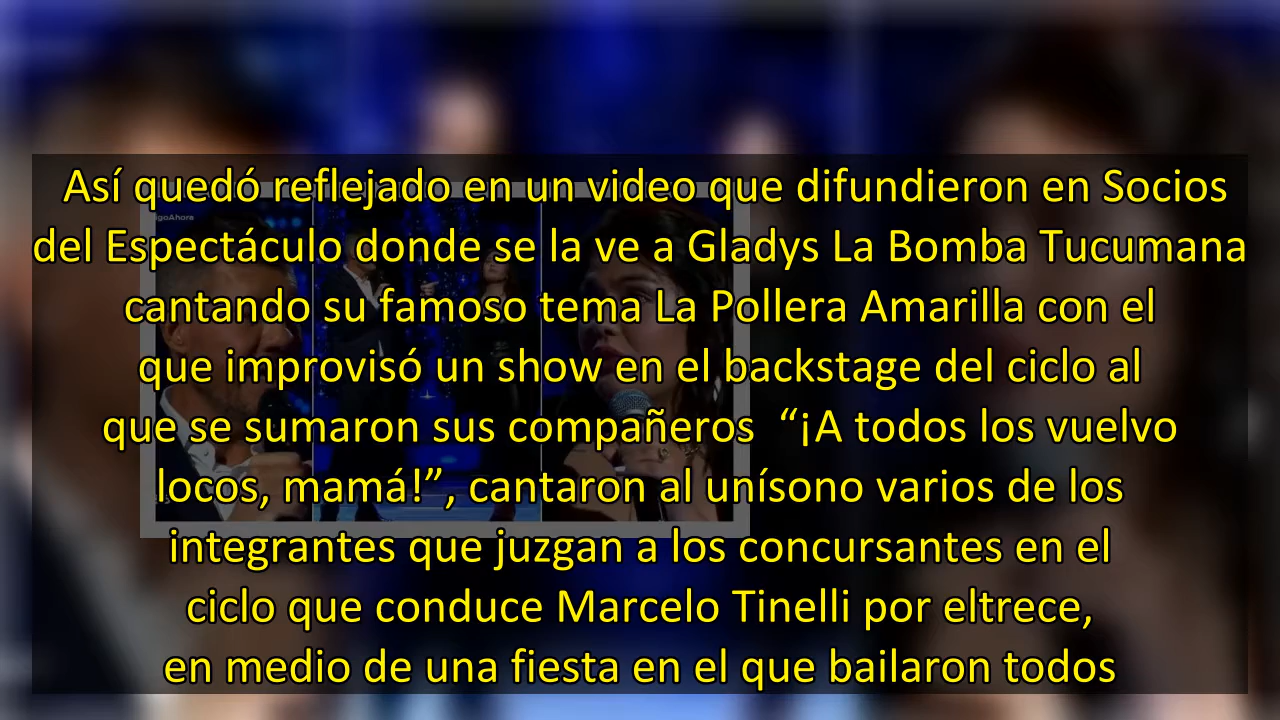 Así quedó reflejado en un video que difundieron en Socios
del Espectáculo donde se la ve a Gladys La Bomba Tucumana
cantando su famoso tema La Pollera Amarilla con el
que improvisó un show en el backstage del ciclo al
que se sumaron sus compañeros “¡A todos los vuelvo
locos, mamá!”, cantaron al unísono varios de los
integrantes que juzgan a los concursantes en el
ciclo que conduce Marcelo Tinelli por eltrece,
en medio de una fiesta en el que bailaron todos